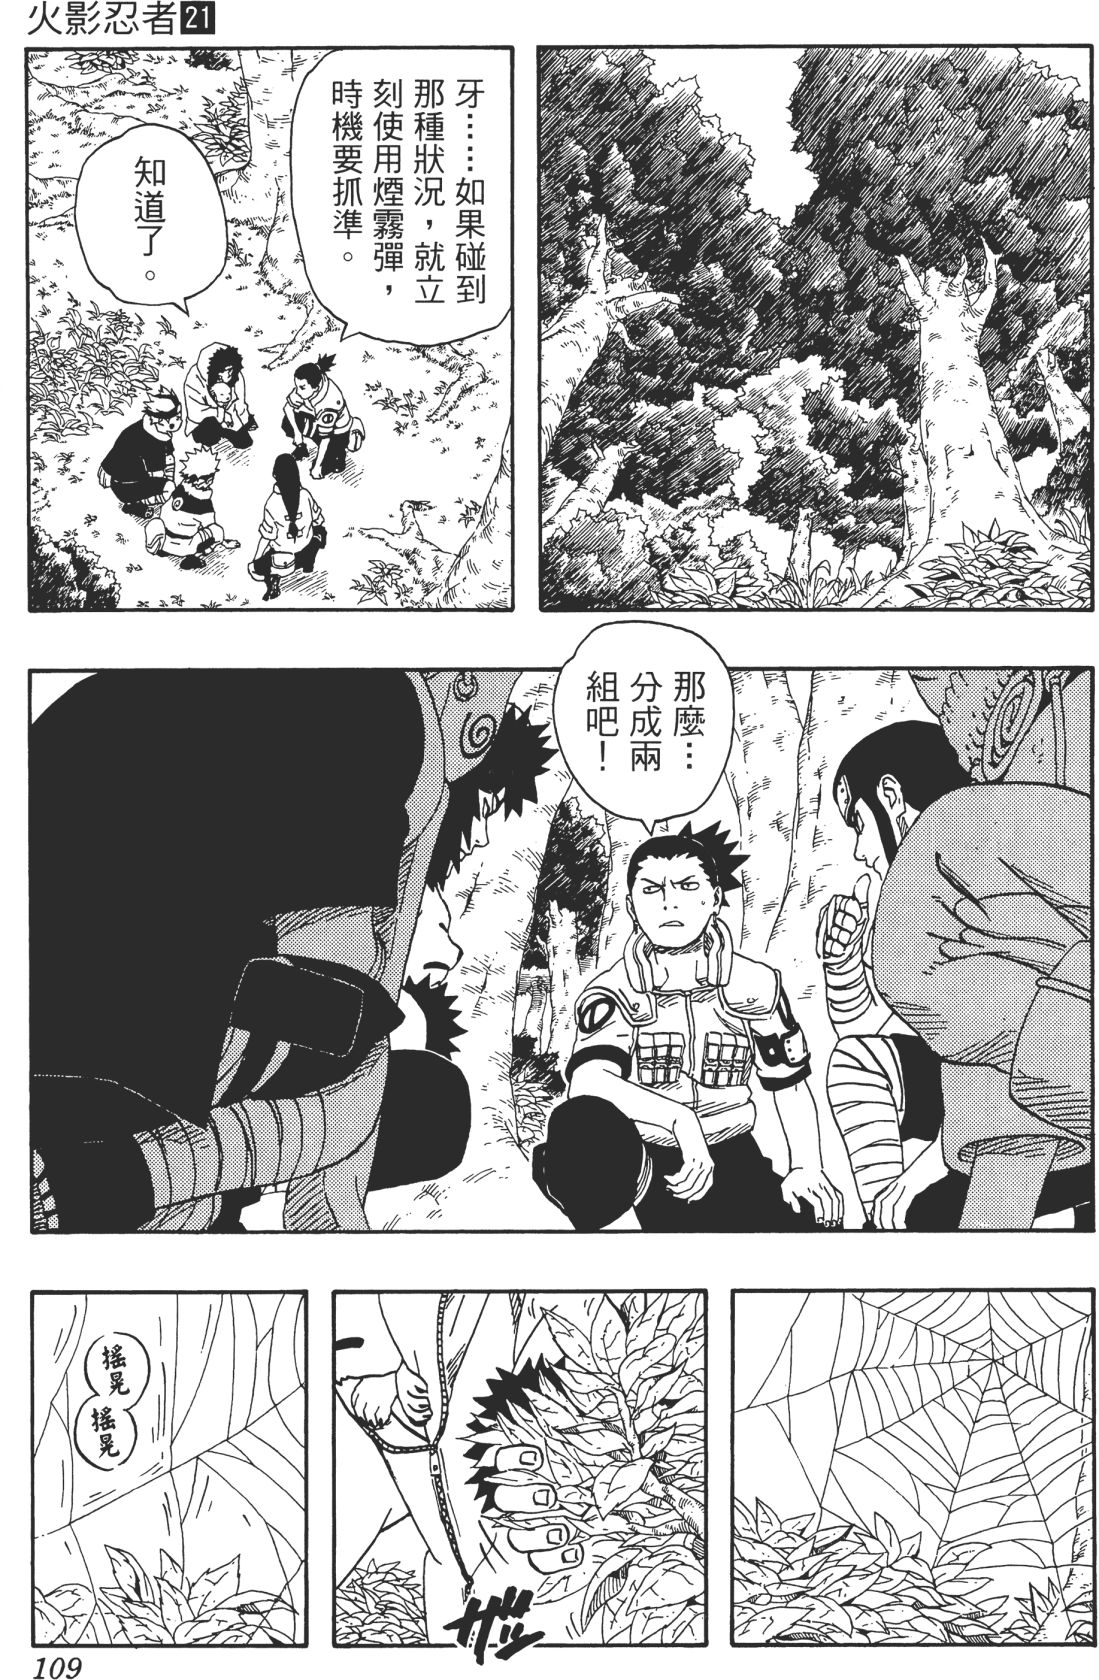 火影忍者21
牙……如果碰到
那種狀況，就立
刻使用煙霧彈，
時機要抓準。
知道了。
那麼…
分成兩
組吧！
ザッ
搖晃
搖晃
109